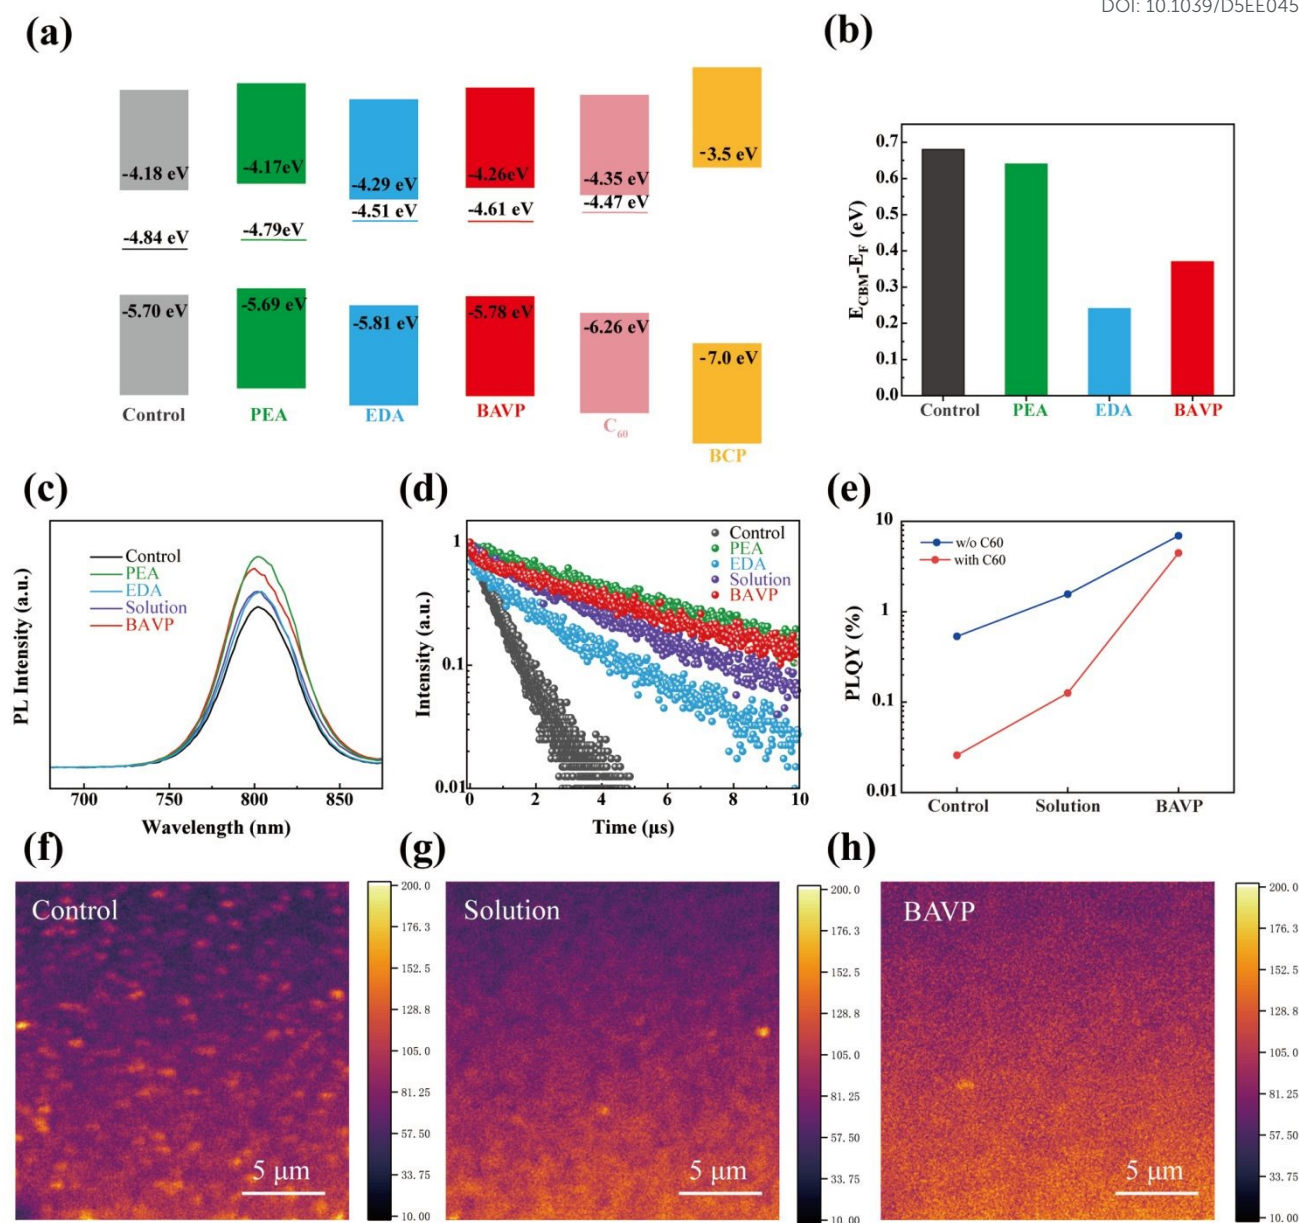 DOI: 10.1039/D5EE045
(a)
-4.18 eV
-4.84 eV
-5.70 eV
Control
-4.17eV
-4.79eV
-5.69 eV
PEA
-4.29 eV
-4.51 eV
-5.81 eV
EDA
-4.26eV
-4.61 eV
-5.78 eV
BAVP
-4.35 eV
-4.47 eV
-6.26 eV
C60
-3.5 eV
-7.0 eV
BCP
(b)
ECBM-EF (eV)
0.7
0.6
0.5
0.4
0.3
0.2
0.1
0.0
Control PEA EDA BAVP
(c)
PL Intensity (a.u.)
Control
PEA
EDA
Solution
BAVP
700 750 800 850
Wavelength (nm)
(d)
Intensity (a.u.)
1
0.1
0.01
Control
PEA
EDA
Solution
BAVP
0 2 4 6 8 10
Time (μs)
(e)
PLQY (%)
10
1
0.1
0.01
w/o C60
with C60
Control Solution BAVP
(f)
Control
5 μm
200.0
176.3
152.5
128.8
105.0
81.25
57.50
33.75
10.00
(g)
Solution
5 μm
200.0
176.3
152.5
128.8
105.0
81.25
57.50
33.75
10.00
(h)
BAVP
5 μm
200.0
176.3
152.5
128.8
105.0
81.25
57.50
33.75
10.00